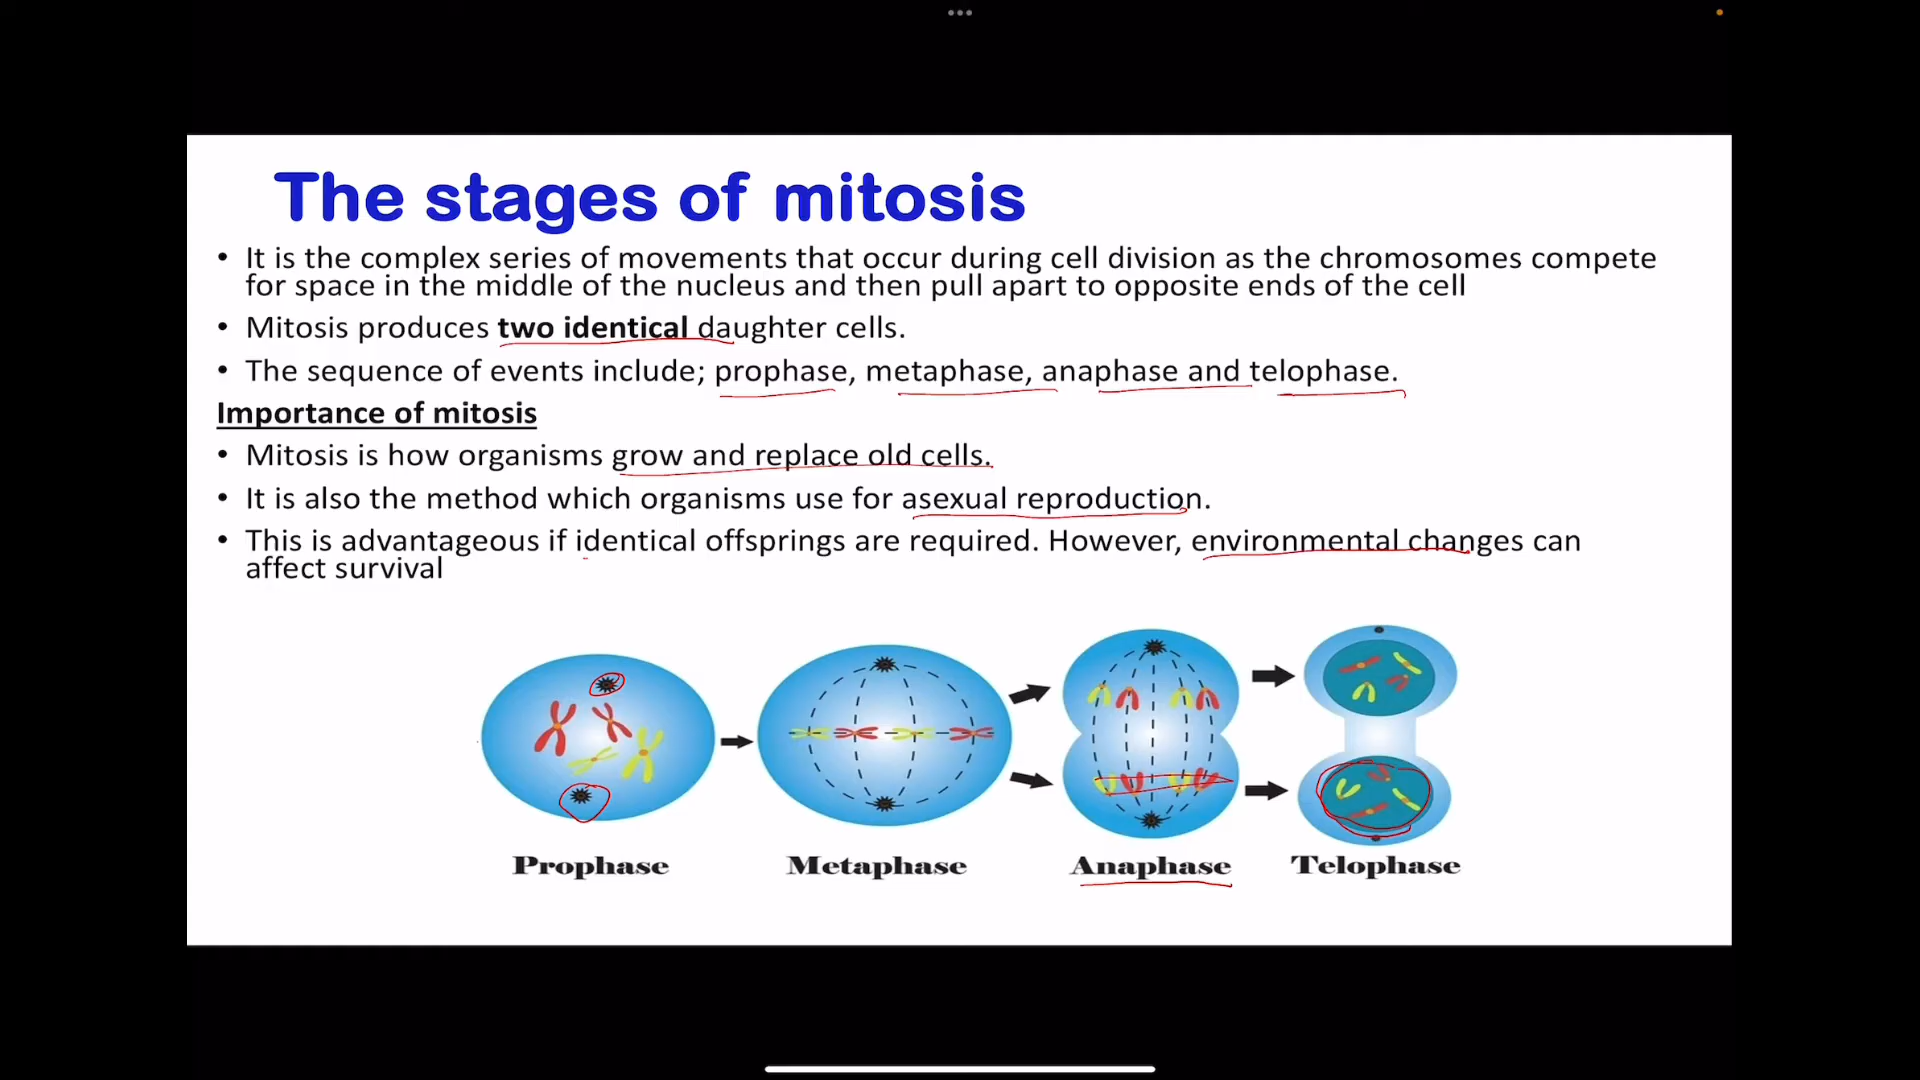 The stages of mitosis
• It is the complex series of movements that occur during cell division as the chromosomes compete
for space in the middle of the nucleus and then pull apart to opposite ends of the cell
• Mitosis produces two identical daughter cells.
• The sequence of events include; prophase, metaphase, anaphase and telophase.
Importance of mitosis
• Mitosis is how organisms grow and replace old cells.
• It is also the method which organisms use for asexual reproduction.
• This is advantageous if identical offsprings are required. However, environmental changes can
affect survival
Prophase
Metaphase
Anaphase
Telophase